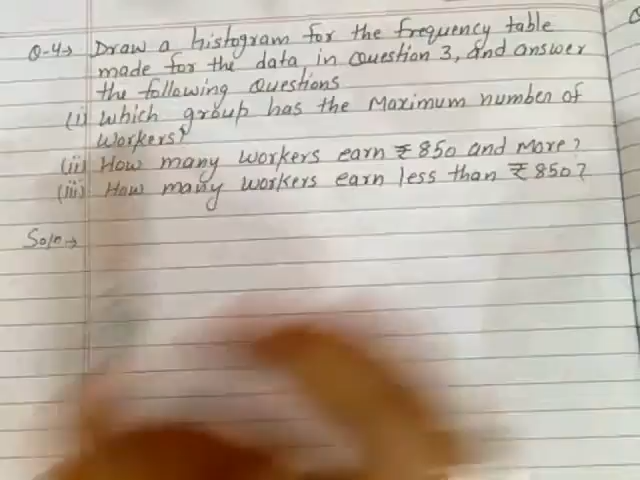 Q-4→ Draw a histogram for the frequency table
made for the data in Question 3, and answer
the following Questions
(i) Which group has the Maximum number of
Workers?
(ii) How many workers earn ₹ 850 and More?
(iii) How many workers earn less than ₹ 850?
Soln→